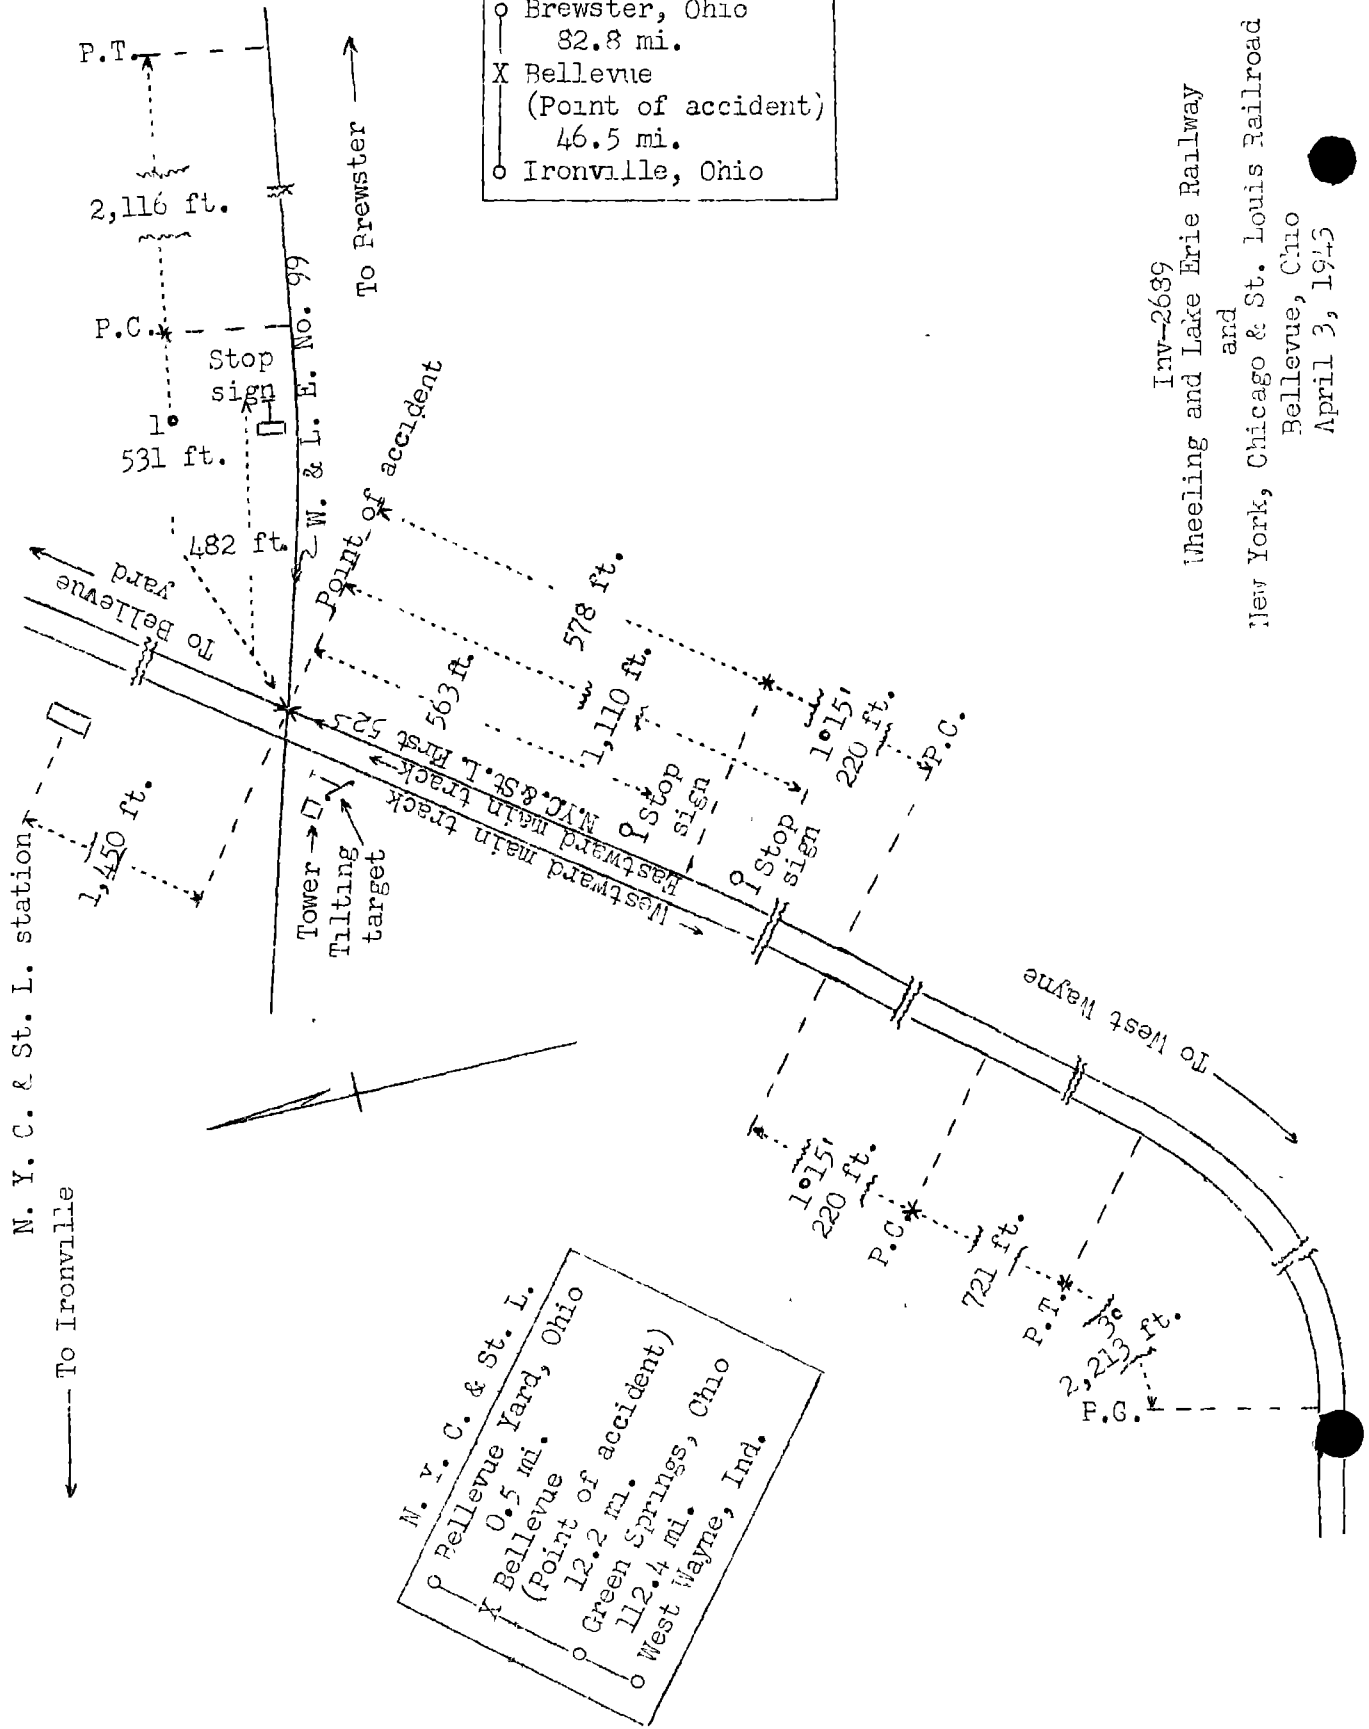 Brewster, Ohio
82.8 mi.
X Bellevue
(Point of accident)
46.5 mi.
Ironville, Ohio
P.T.
2,116 ft.
P.C.
1°
531 ft.
Stop
sign
482 ft.
To Brewster
W. & L. E. No. 99
Point of accident
To Bellevue
yard
N. Y. C. & St. L. station
1,450 ft.
Tower
Tilting
target
N.Y.C. & St. L. First 525
Eastward main track
Westward main track
563 ft.
1,110 ft.
578 ft.
Stop
sign
Stop
sign
1°15'
220 ft.
P.C.
To West Wayne
1°15'
220 ft.
P.C.
721 ft.
P.T.
3°
2,213 ft.
P.G.
To Ironville
N. Y. C. & St. L.
Bellevue Yard, Ohio
0.5 mi.
X Bellevue
(Point of accident)
12.2 mi.
Green Springs, Ohio
112.4 mi.
West Wayne, Ind.
Inv-2689
Wheeling and Lake Erie Railway
and
New York, Chicago & St. Louis Railroad
Bellevue, Ohio
April 3, 1943